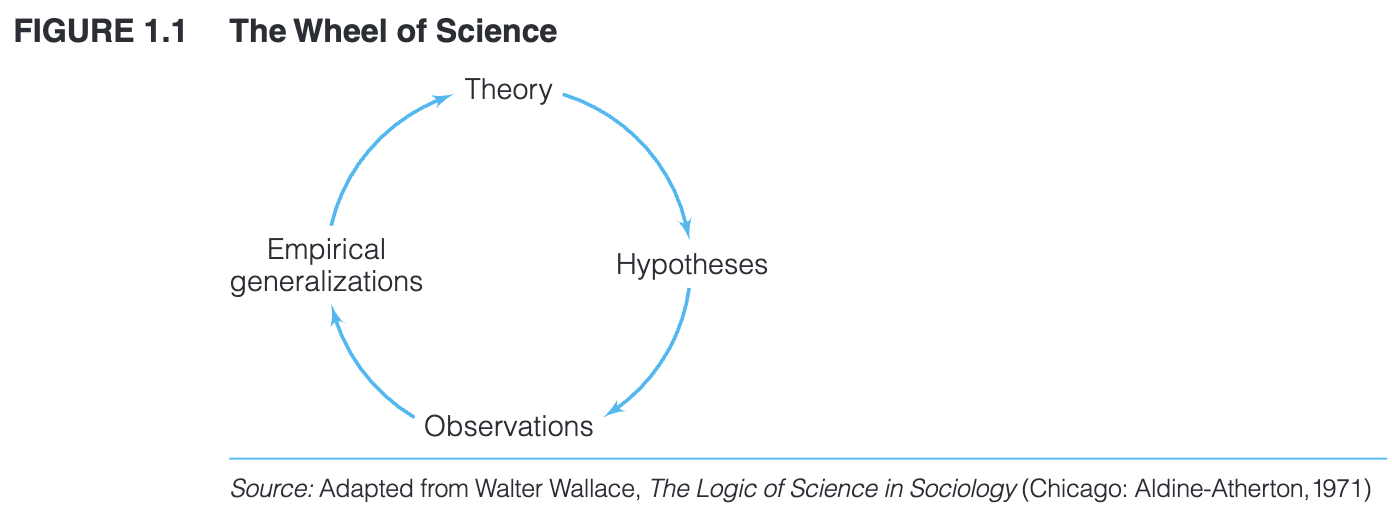 FIGURE 1.1 The Wheel of Science
Theory
Empirical
generalizations
Hypotheses
Observations
Source: Adapted from Walter Wallace, The Logic of Science in Sociology (Chicago: Aldine-Atherton, 1971)